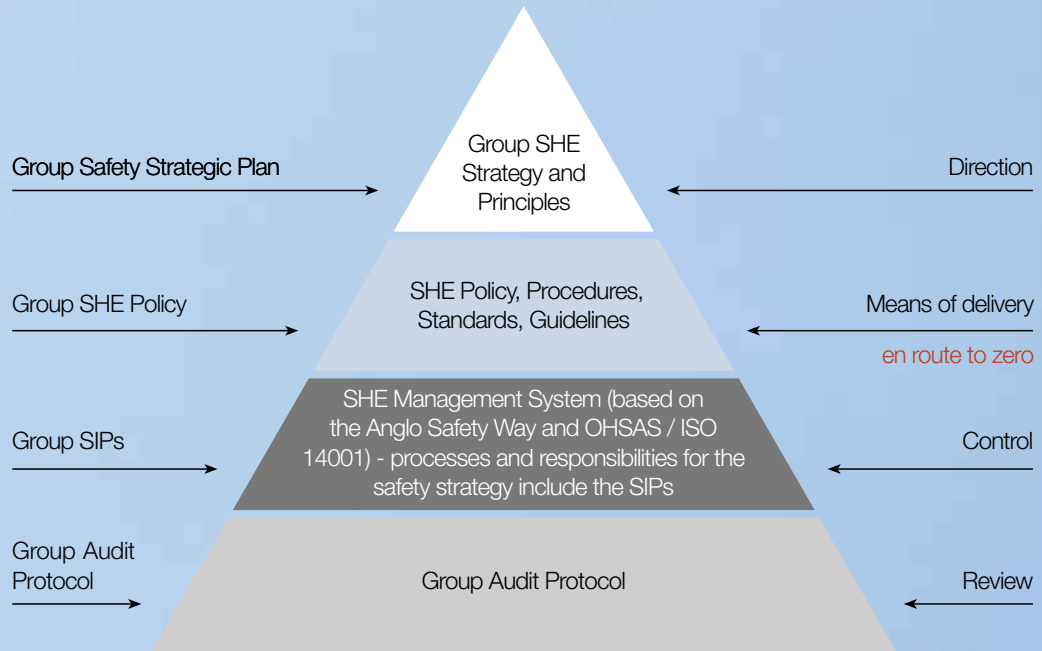 Group SHE
Strategy and
Principles
Group Safety Strategic Plan
Direction
SHE Policy, Procedures,
Standards, Guidelines
Group SHE Policy
Means of delivery
en route to zero
SHE Management System (based on
the Anglo Safety Way and OHSAS / ISO
14001) - processes and responsibilities for the
safety strategy include the SIPs
Group SIPs
Control
Group Audit
Protocol
Group Audit Protocol
Review